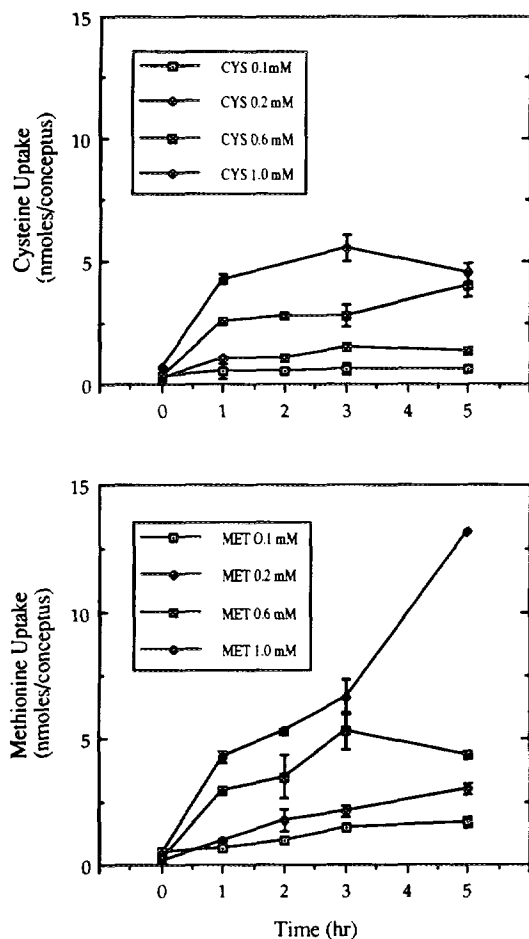 15
10
5
0
Cysteine Uptake
(nmoles/conceptus)
CYS 0.1mM
CYS 0.2 mM
CYS 0.6 mM
CYS 1.0 mM
0 1 2 3 4 5
15
10
5
0
Methionine Uptake
(nmoles/conceptus)
MET 0.1 mM
MET 0.2 mM
MET 0.6 mM
MET 1.0 mM
0 1 2 3 4 5
Time (hr)